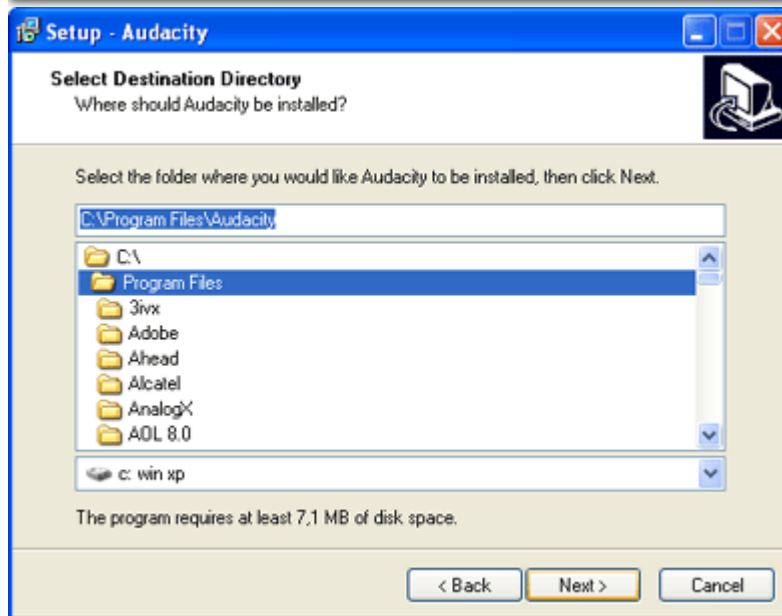 Setup - Audacity
Select Destination Directory
Where should Audacity be installed?
Select the folder where you would like Audacity to be installed, then click Next.
C:\Program Files\Audacity
C:\
Program Files
3ivx
Adobe
Ahead
Alcatel
AnalogX
AOL 8.0
c: win xp
The program requires at least 7,1 MB of disk space.
< Back Next > Cancel